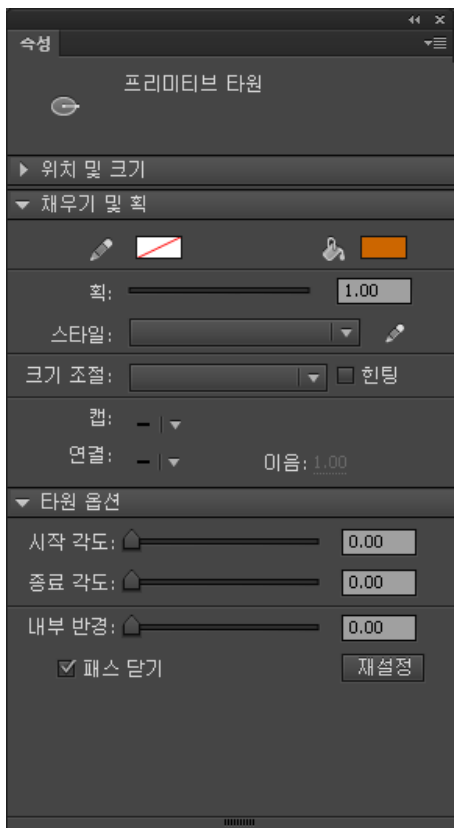 속성
프리미티브 타원
위치 및 크기
채우기 및 획
획: 1.00
스타일:
크기 조절: 힌팅
캡:
연결: 이음: 1.00
타원 옵션
시작 각도: 0.00
종료 각도: 0.00
내부 반경: 0.00
패스 닫기 재설정